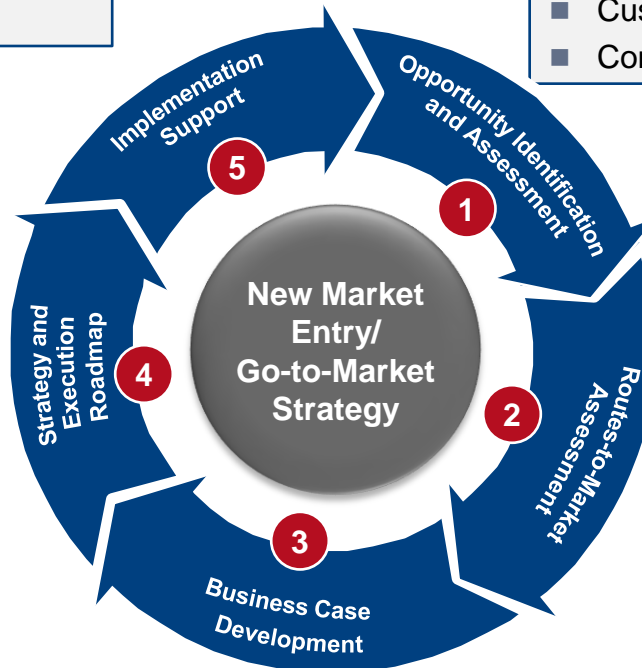 Opportunity Identification
and Assessment
1
Routes-to-Market
Assessment
2
Business Case
Development
3
Strategy and
Execution
Roadmap
4
Implementation
Support
5
New Market
Entry/
Go-to-Market
Strategy